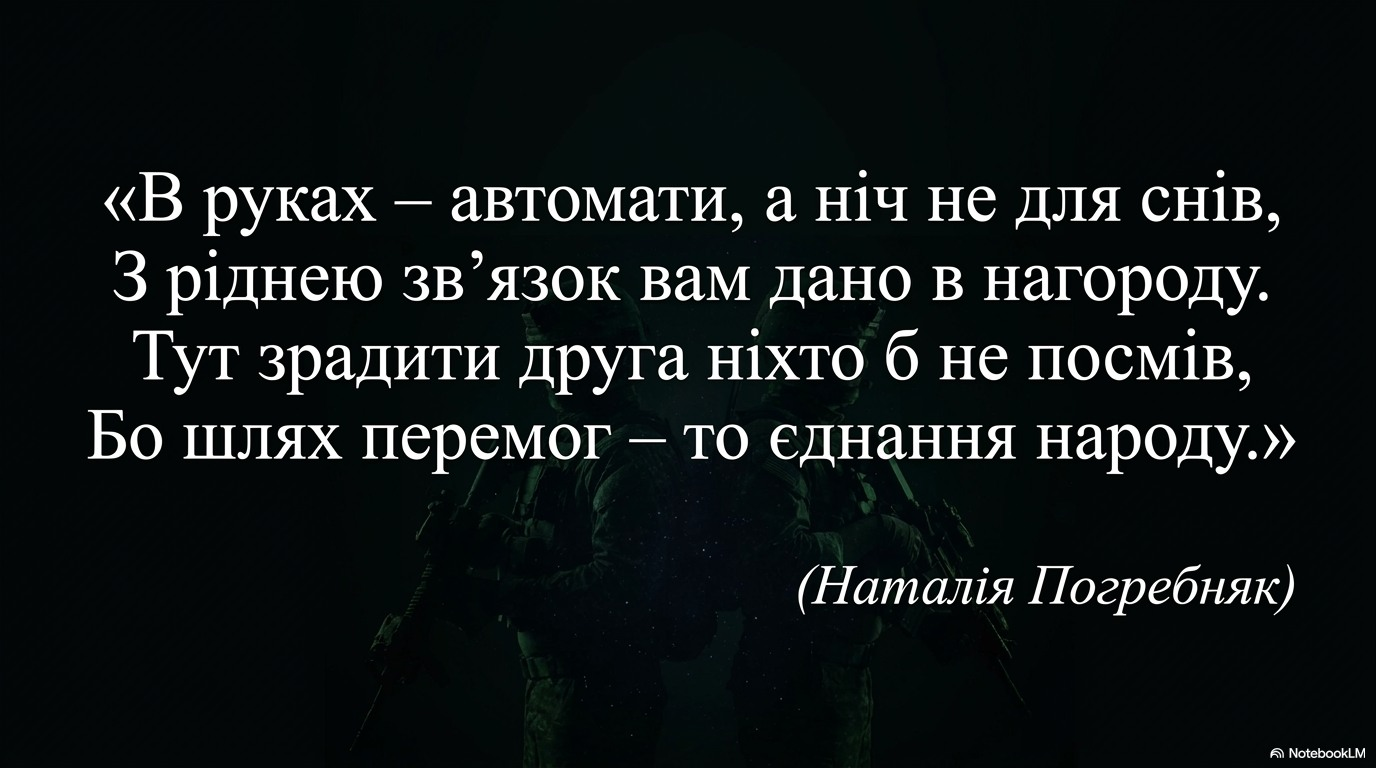 «В руках – автомати, а ніч не для снів,
З ріднею зв’язок вам дано в нагороду.
Тут зрадити друга ніхто б не посмів,
Бо шлях перемог – то єднання народу.»
(Наталія Погребняк)
NotebookLM